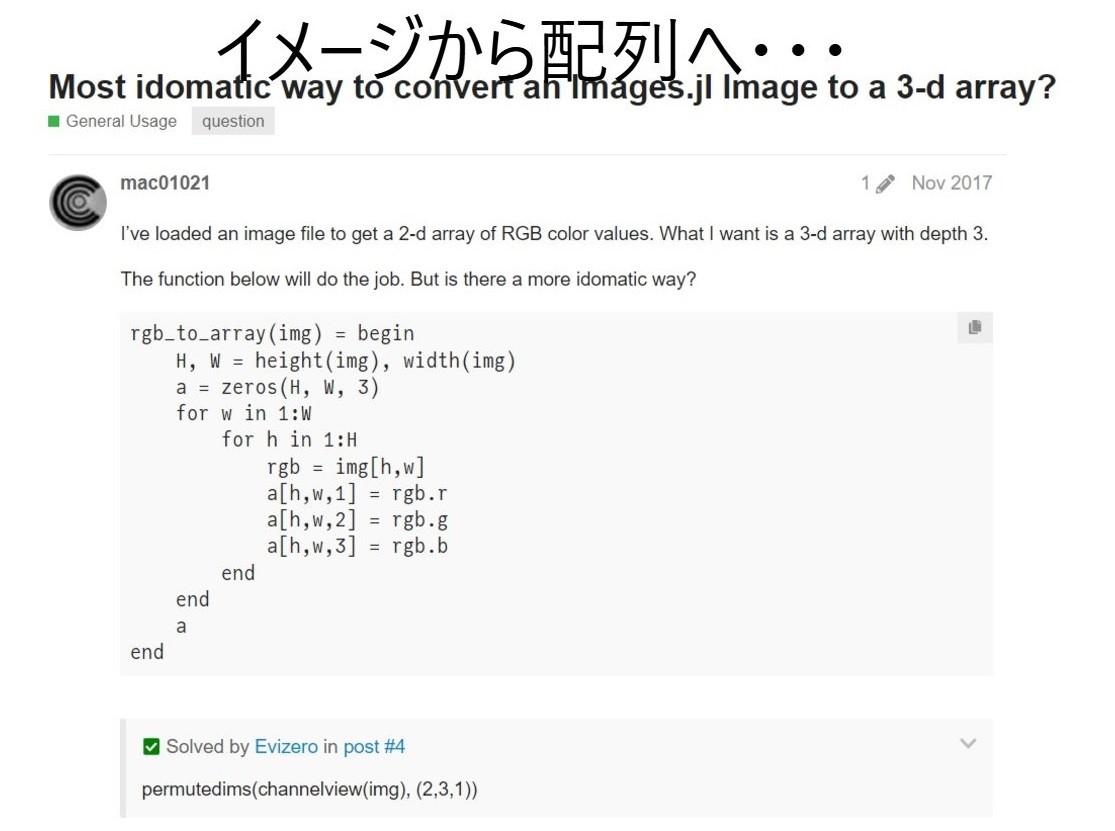 イメージから配列へ・・・
Most idomatic way to convert an Images.jl Image to a 3-d array?
General Usage question
mac01021 1 Nov 2017
I've loaded an image file to get a 2-d array of RGB color values. What I want is a 3-d array with depth 3.
The function below will do the job. But is there a more idomatic way?
rgb_to_array(img) = begin
    H, W = height(img), width(img)
    a = zeros(H, W, 3)
    for w in 1:W
        for h in 1:H
            rgb = img[h,w]
            a[h,w,1] = rgb.r
            a[h,w,2] = rgb.g
            a[h,w,3] = rgb.b
        end
    end
    a
end
Solved by Evizero in post #4
permutedims(channelview(img), (2,3,1))